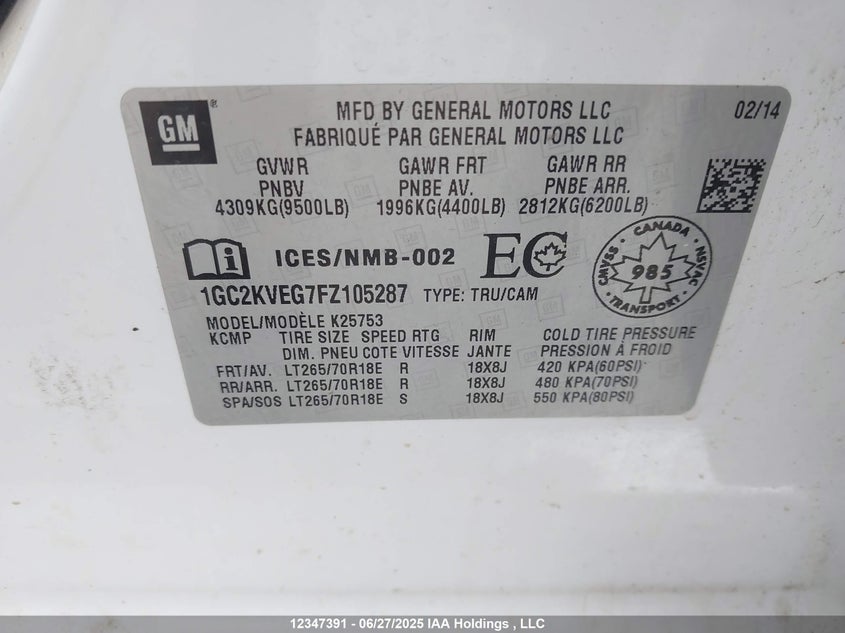 GM ® MFD BY GENERAL MOTORS LLC 02/14
FABRIQUÉ PAR GENERAL MOTORS LLC
GVWR GAWR FRT GAWR RR
PNBV PNBE AV. PNBE ARR.
4309KG(9500LB) 1996KG(4400LB) 2812KG(6200LB)
ICES/NMB-002 EC
CANADA
CMVSS 985 NSVAC
TRANSPORT
1GC2KVEG7FZ105287 TYPE: TRU/CAM
MODEL/MODÈLE K25753
KCMP TIRE SIZE SPEED RTG RIM COLD TIRE PRESSURE
DIM. PNEU COTE VITESSE JANTE PRESSION À FROID
FRT/AV. LT265/70R18E R 18X8J 420 KPA(60PSI)
RR/ARR. LT265/70R18E R 18X8J 480 KPA(70PSI)
SPA/SOS LT265/70R18E S 18X8J 550 KPA(80PSI)
12347391 - 06/27/2025 IAA Holdings , LLC